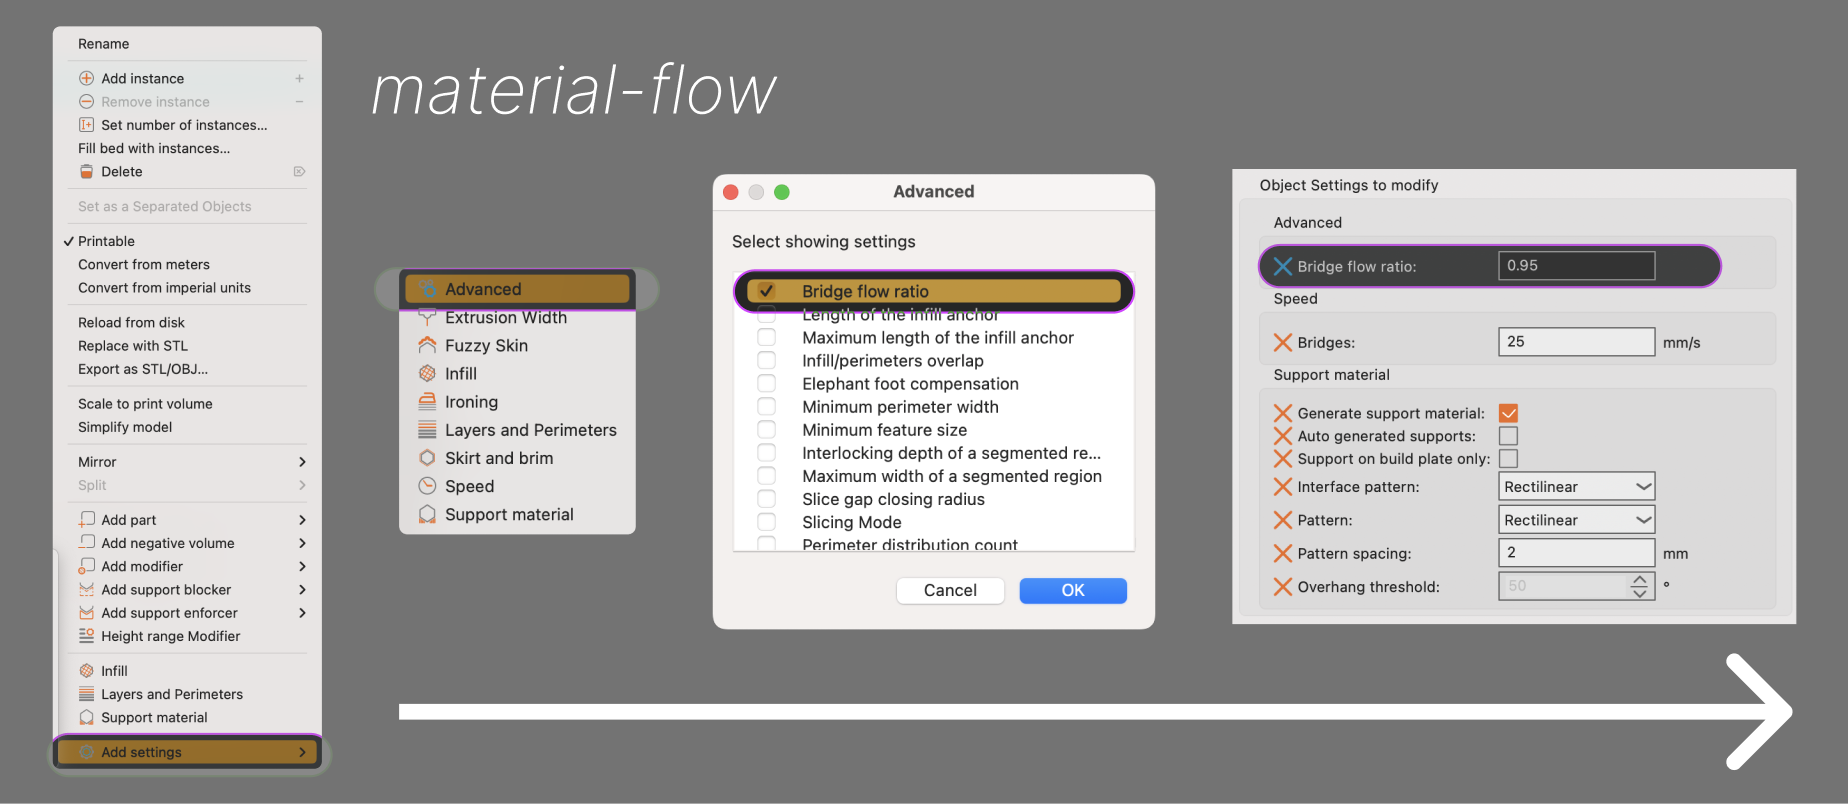 Rename
Add instance +
Remove instance −
Set number of instances...
Fill bed with instances...
Delete
Set as a Separated Objects
Printable
Convert from meters
Convert from imperial units
Reload from disk
Replace with STL
Export as STL/OBJ...
Scale to print volume
Simplify model
Mirror
Split
Add part
Add negative volume
Add modifier
Add support blocker
Add support enforcer
Height range Modifier
Infill
Layers and Perimeters
Support material
Add settings
material-flow
Advanced
Extrusion Width
Fuzzy Skin
Infill
Ironing
Layers and Perimeters
Skirt and brim
Speed
Support material
Advanced
Select showing settings
Bridge flow ratio
Length of the infill anchor
Maximum length of the infill anchor
Infill/perimeters overlap
Elephant foot compensation
Minimum perimeter width
Minimum feature size
Interlocking depth of a segmented re...
Maximum width of a segmented region
Slice gap closing radius
Slicing Mode
Perimeter distribution count
Cancel OK
Object Settings to modify
Advanced
Bridge flow ratio: 0.95
Speed
Bridges: 25 mm/s
Support material
Generate support material:
Auto generated supports:
Support on build plate only:
Interface pattern: Rectilinear
Pattern: Rectilinear
Pattern spacing: 2 mm
Overhang threshold: 50 °